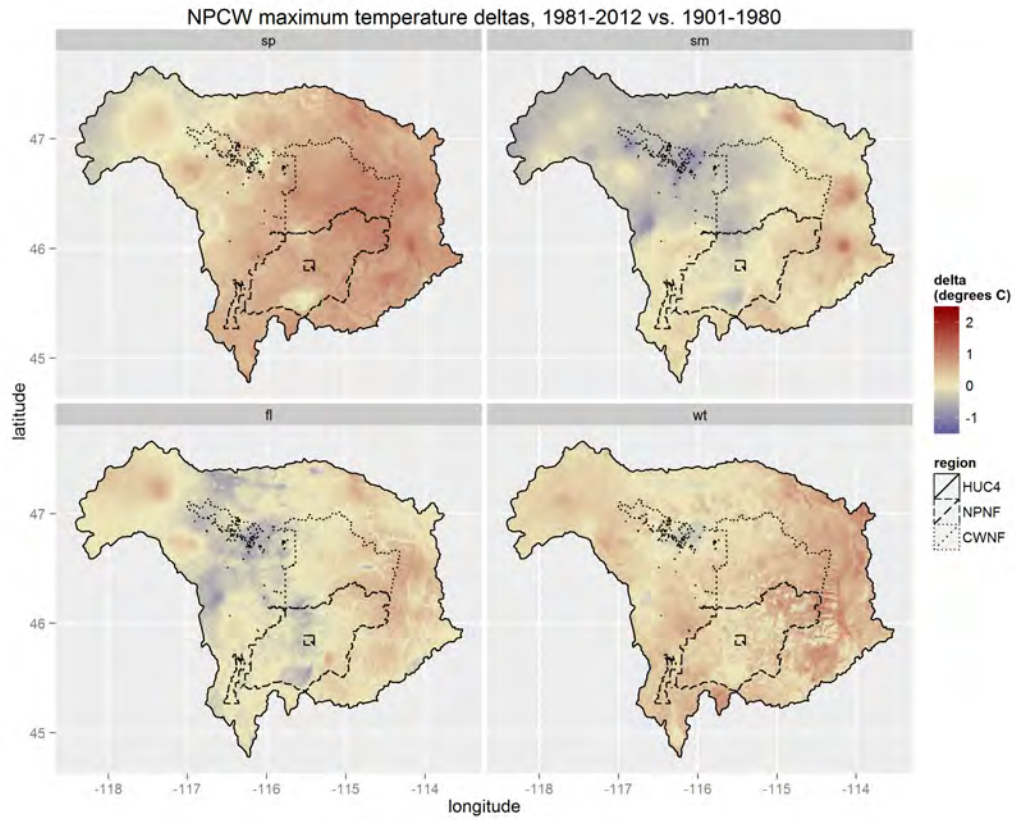 NPCW maximum temperature deltas, 1981-2012 vs. 1901-1980
sp
sm
47
46
45
fl
wt
47
46
45
-118
-117
-116
-115
-114
-118
-117
-116
-115
-114
latitude
longitude
delta
(degrees C)
2
1
0
-1
region
HUC4
NPNF
CWNF